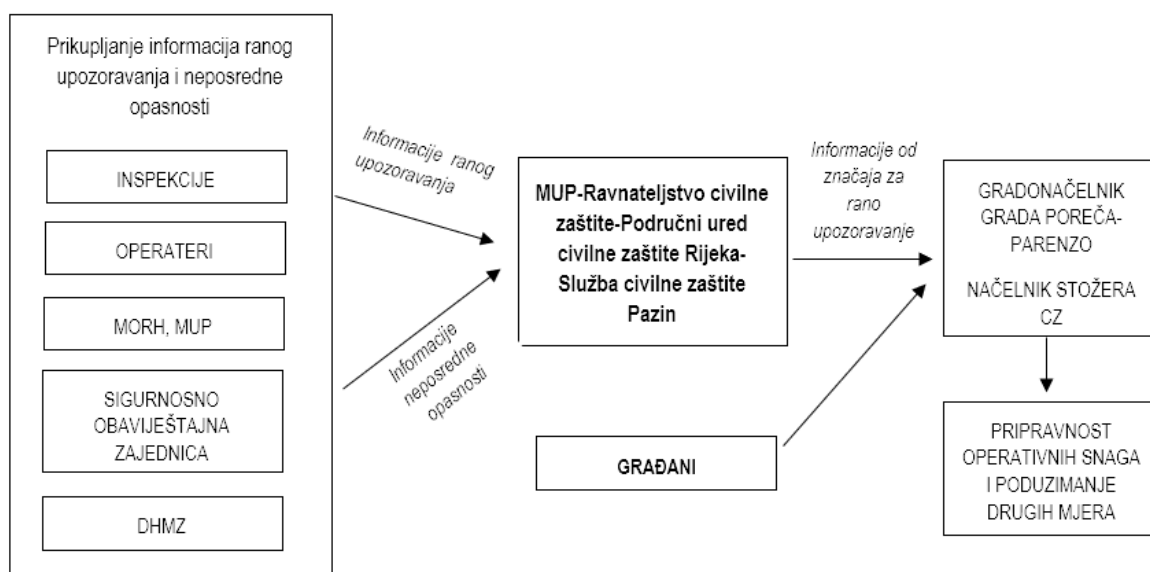 Prikupljanje informacija ranog
upozoravanja i neposredne
opasnosti
INSPEKCIJE
OPERATERI
MORH, MUP
SIGURNOSNO
OBAVIJEŠTAJNA
ZAJEDNICA
DHMZ
Informacije ranog
upozoravanja
Informacije
neposredne
opasnosti
MUP-Ravnateljstvo civilne
zaštite-Područni ured
civilne zaštite Rijeka-
Služba civilne zaštite
Pazin
GRAĐANI
Informacije od
značaja za
rano
upozoravanje
GRADONAČELNIK
GRADA POREČA-
PARENZO
NAČELNIK STOŽERA
CZ
PRIPRAVNOST
OPERATIVNIH SNAGA
I PODUZIMANJE
DRUGIH MJERA